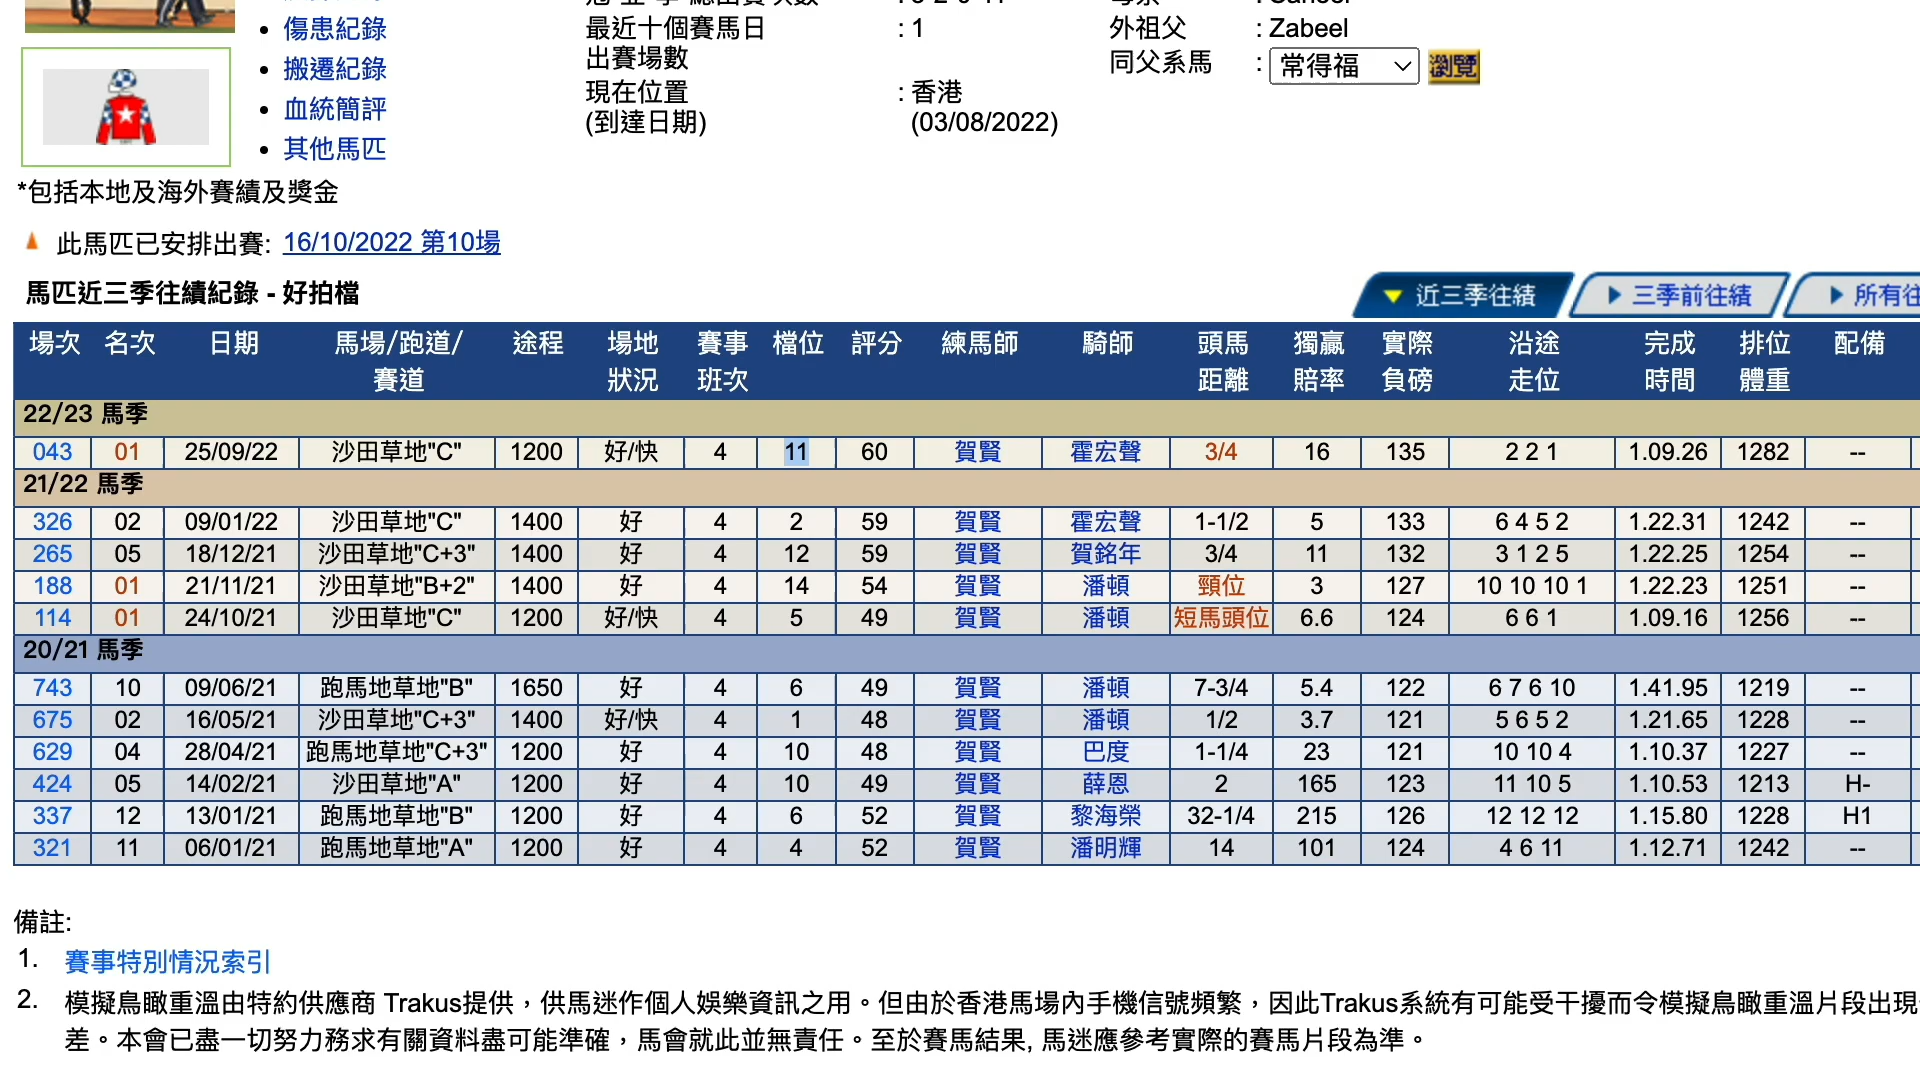 傷患紀錄
搬遷紀錄
血統簡評
其他馬匹
最近十個賽馬日
出賽場數
: 1
現在位置
(到達日期)
: 香港
(03/08/2022)
外祖父 : Zabeel
同父系馬 : 常得福 瀏覽
*包括本地及海外賽績及獎金
此馬匹已安排出賽: 16/10/2022 第10場
馬匹近三季往績紀錄 - 好拍檔
近三季往績 三季前往績 所有往
場次 名次 日期 馬場/跑道/賽道 途程 場地狀況 賽事班次 檔位 評分 練馬師 騎師 頭馬距離 獨贏賠率 實際負磅 沿途走位 完成時間 排位體重 配備
22/23 馬季
043 01 25/09/22 沙田草地"C" 1200 好/快 4 11 60 賀賢 霍宏聲 3/4 16 135 2 2 1 1.09.26 1282 --
21/22 馬季
326 02 09/01/22 沙田草地"C" 1400 好 4 2 59 賀賢 霍宏聲 1-1/2 5 133 6 4 5 2 1.22.31 1242 --
265 05 18/12/21 沙田草地"C+3" 1400 好 4 12 59 賀賢 賀銘年 3/4 11 132 3 1 2 5 1.22.25 1254 --
188 01 21/11/21 沙田草地"B+2" 1400 好 4 14 54 賀賢 潘頓 頸位 3 127 10 10 10 1 1.22.23 1251 --
114 01 24/10/21 沙田草地"C" 1200 好/快 4 5 49 賀賢 潘頓 短馬頭位 6.6 124 6 6 1 1.09.16 1256 --
20/21 馬季
743 10 09/06/21 跑馬地草地"B" 1650 好 4 6 49 賀賢 潘頓 7-3/4 5.4 122 6 7 6 10 1.41.95 1219 --
675 02 16/05/21 沙田草地"C+3" 1400 好/快 4 1 48 賀賢 潘頓 1/2 3.7 121 5 6 5 2 1.21.65 1228 --
629 04 28/04/21 跑馬地草地"C+3" 1200 好 4 10 48 賀賢 巴度 1-1/4 23 121 10 10 4 1.10.37 1227 --
424 05 14/02/21 沙田草地"A" 1200 好 4 10 49 賀賢 薛恩 2 165 123 11 10 5 1.10.53 1213 H-
337 12 13/01/21 跑馬地草地"B" 1200 好 4 6 52 賀賢 黎海榮 32-1/4 215 126 12 12 12 1.15.80 1228 H1
321 11 06/01/21 跑馬地草地"A" 1200 好 4 4 52 賀賢 潘明輝 14 101 124 4 6 11 1.12.71 1242 --
備註:
1. 賽事特別情況索引
2. 模擬鳥瞰重溫由特約供應商 Trakus提供，供馬迷作個人娛樂資訊之用。但由於香港馬場內手機信號頻繁，因此Trakus系統有可能受干擾而令模擬鳥瞰重溫片段出現
差。本會已盡一切努力務求有關資料盡可能準確，馬會就此並無責任。至於賽馬結果, 馬迷應參考實際的賽馬片段為準。